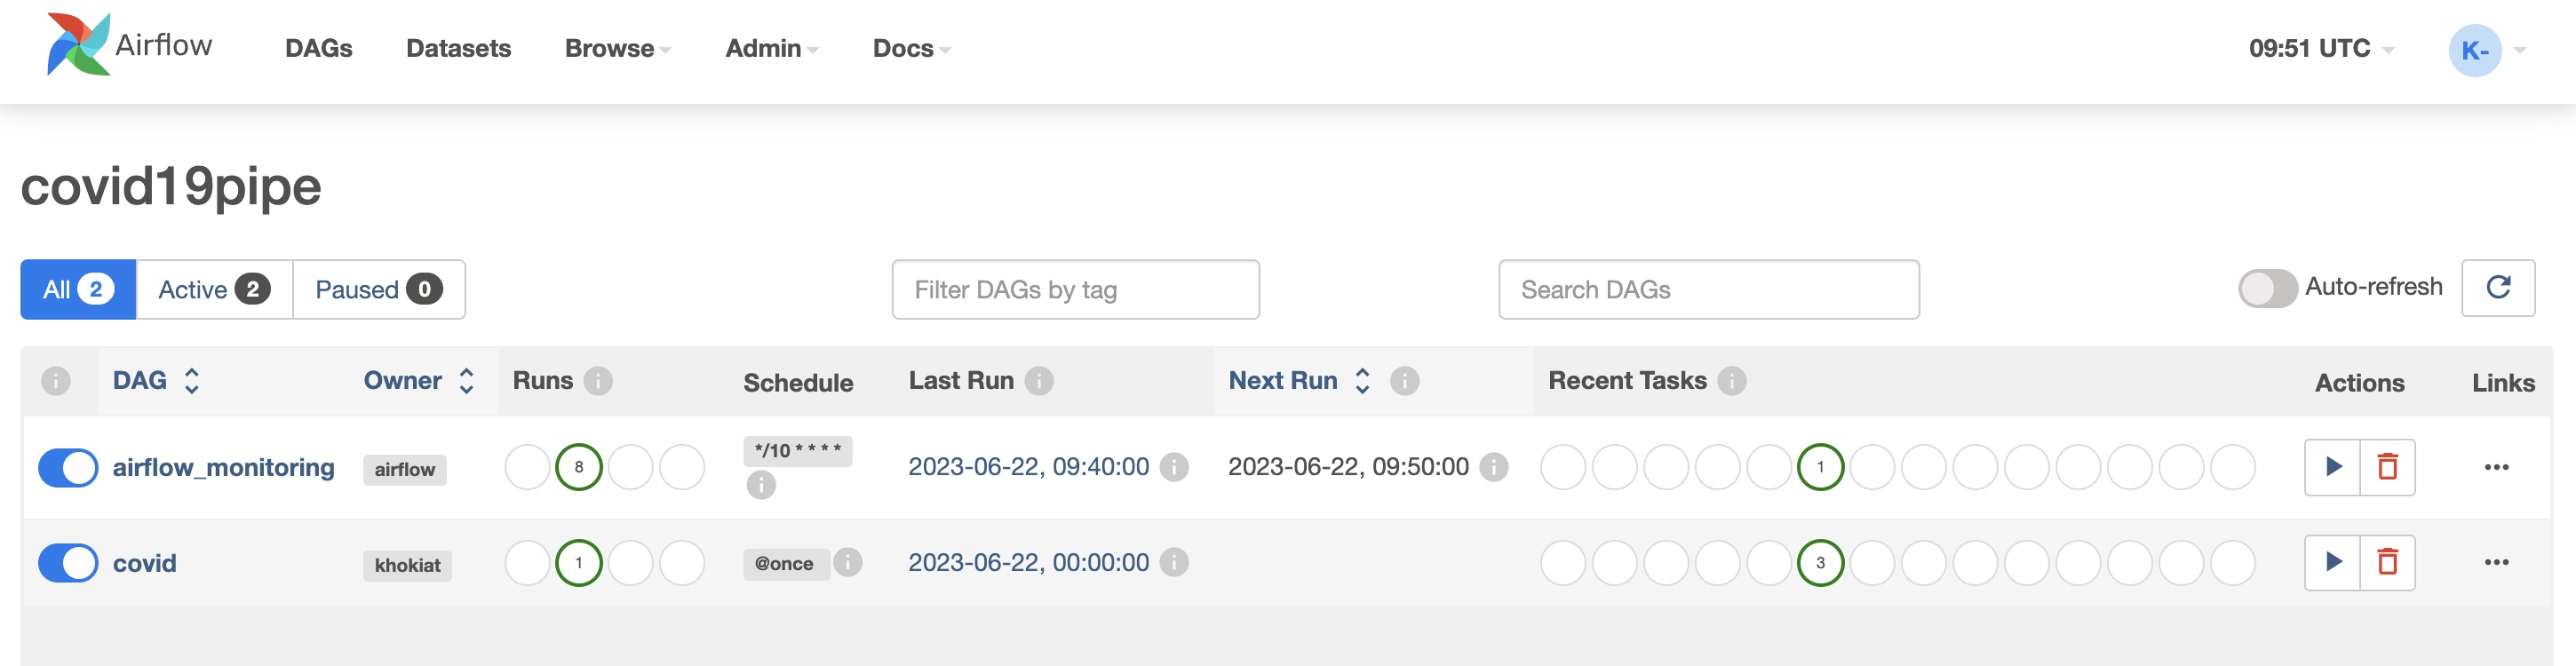 Airflow DAGs Datasets Browse Admin Docs 09:51 UTC K-
covid19pipe
All 2 Active 2 Paused 0 Filter DAGs by tag Search DAGs Auto-refresh
i DAG Owner Runs i Schedule Last Run i Next Run i Recent Tasks i Actions Links
airflow_monitoring airflow 8 */10 * * * * i 2023-06-22, 09:40:00 i 2023-06-22, 09:50:00 i 1 ...
covid khokiat 1 @once i 2023-06-22, 00:00:00 i 3 ...